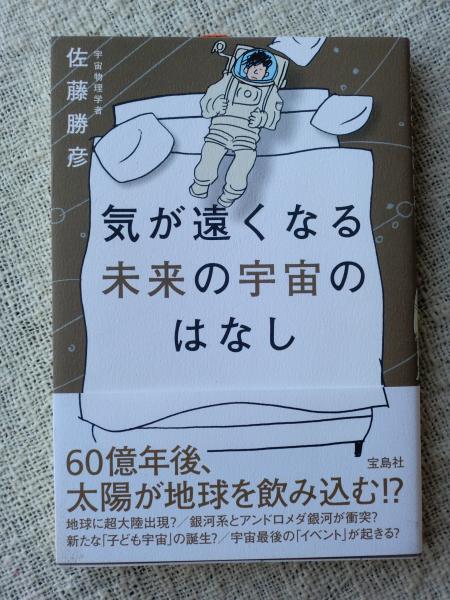 宇宙物理学者
佐藤勝彦
気が遠くなる
未来の宇宙の
はなし
60億年後、
宝島社
太陽が地球を飲み込む!?
地球に超大陸出現?／銀河系とアンドロメダ銀河が衝突?
新たな「子ども宇宙」の誕生?／宇宙最後の「イベント」が起きる?